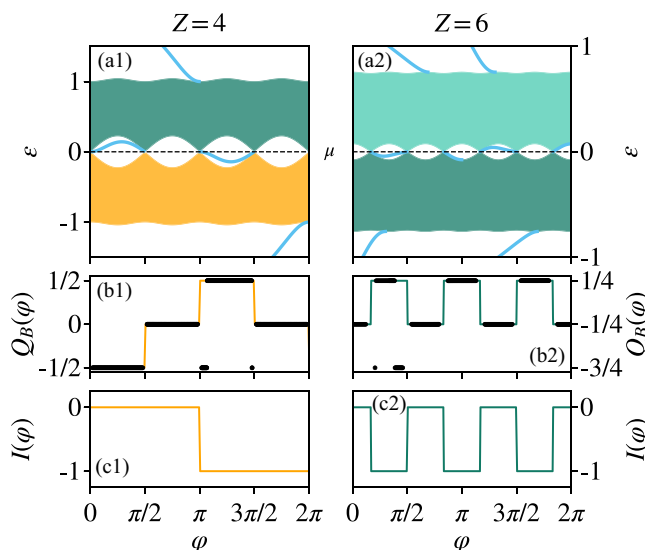 Z = 4 Z = 6
(a1) (a2)
1 1
ε 0 μ 0 ε
-1 -1
1/2 (b1) 1/4
Q_B(φ) 0 -1/4 Q_B(φ)
-1/2 (b2) -3/4
0 (c2) 0
I(φ) I(φ)
-1 (c1) -1
0 π/2 π 3π/2 2π 0 π/2 π 3π/2 2π
φ φ